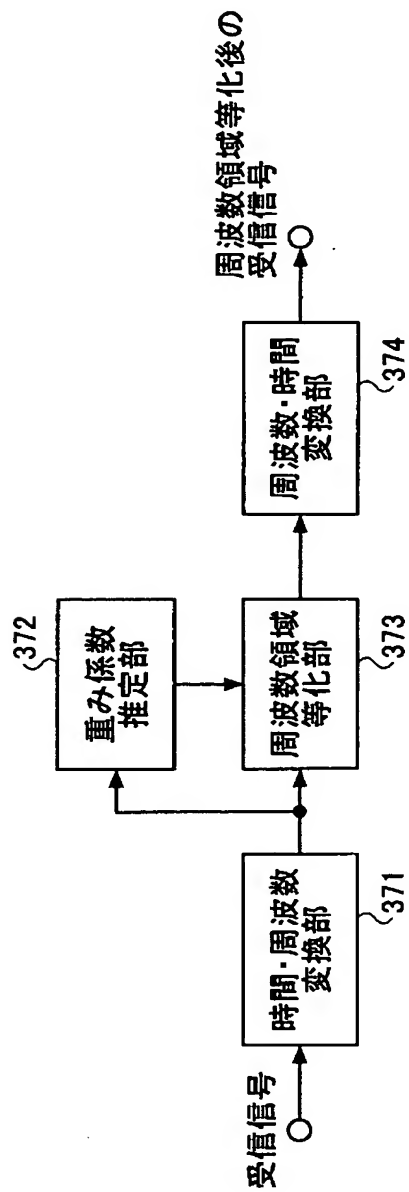 受信信号
時間・周波数
変換部
371
372
重み係数
推定部
周波数領域
等化部
373
周波数・時間
変換部
374
周波数領域等化後の
受信信号